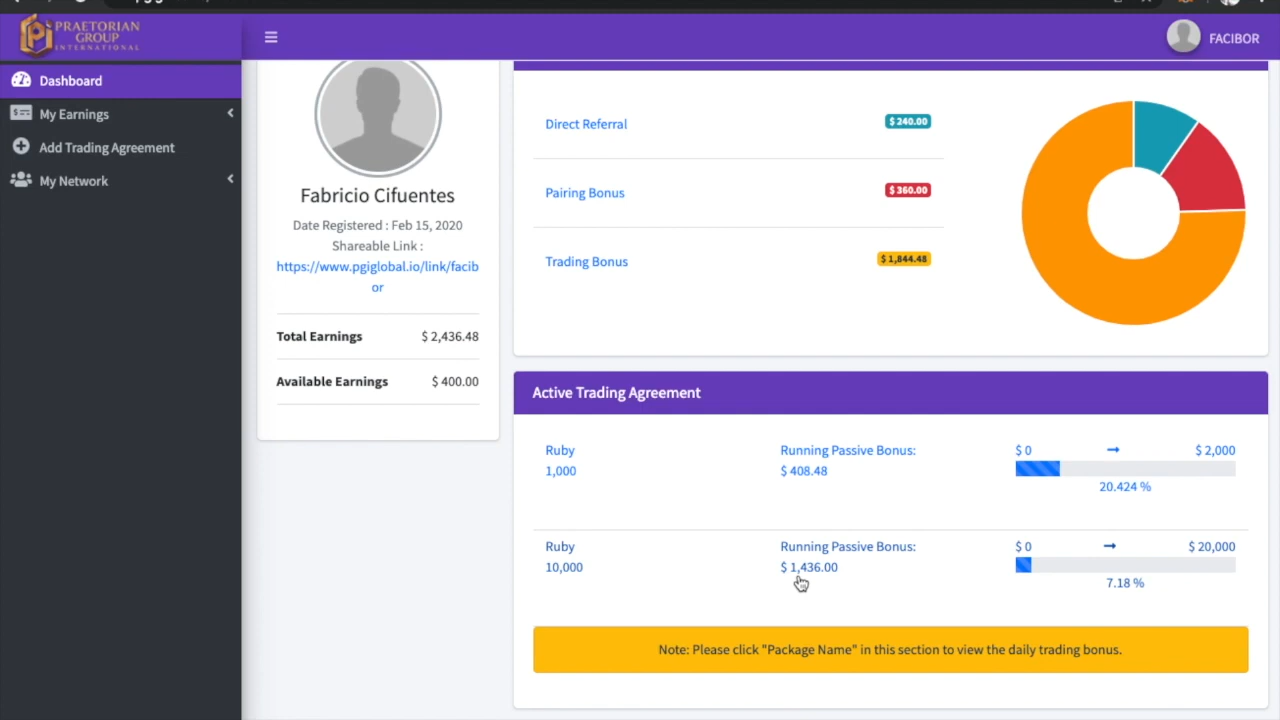 PRAETORIAN
GROUP
INTERNATIONAL
FACIBOR
Dashboard
My Earnings
Add Trading Agreement
My Network
Fabricio Cifuentes
Date Registered : Feb 15, 2020
Shareable Link :
https://www.pgiglobal.io/link/facib
or
Total Earnings $ 2,436.48
Available Earnings $ 400.00
Direct Referral $ 240.00
Pairing Bonus $ 360.00
Trading Bonus $ 1,844.48
Active Trading Agreement
Ruby Running Passive Bonus: $ 0 → $ 2,000
1,000 $ 408.48
20.424 %
Ruby Running Passive Bonus: $ 0 → $ 20,000
10,000 $ 1,436.00
7.18 %
Note: Please click "Package Name" in this section to view the daily trading bonus.